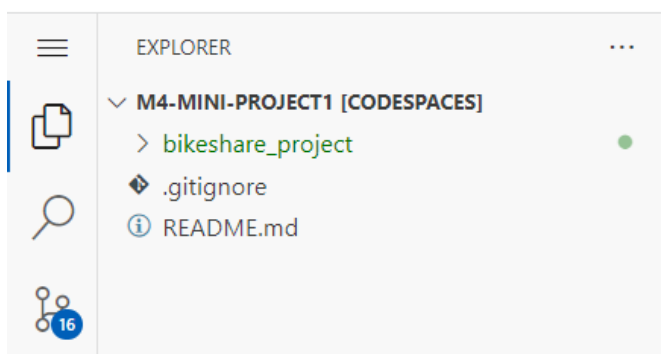 EXPLORER
M4-MINI-PROJECT1 [CODESPACES]
bikeshare_project
.gitignore
README.md
16